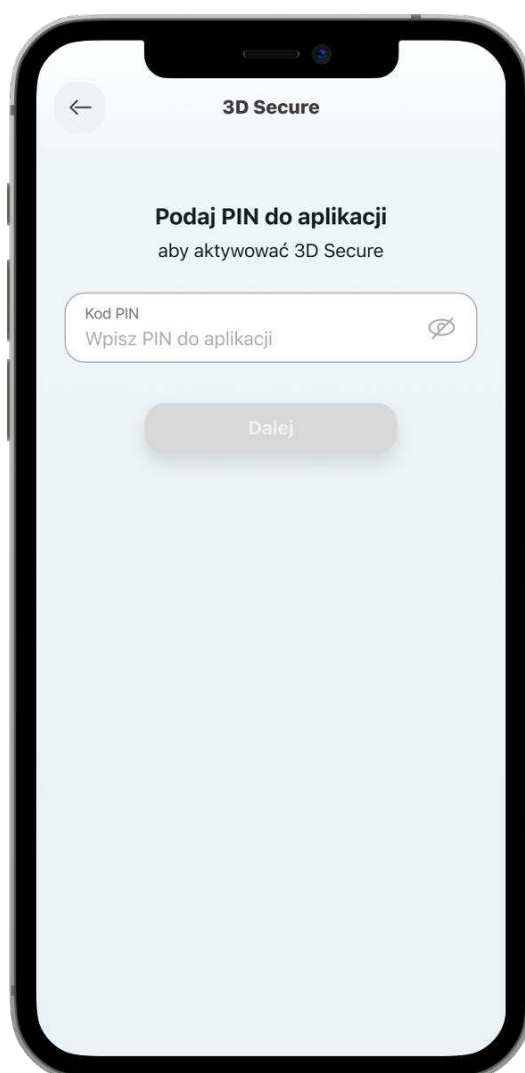 3D Secure
Podaj PIN do aplikacji
aby aktywować 3D Secure
Kod PIN
Wpisz PIN do aplikacji
Dalej